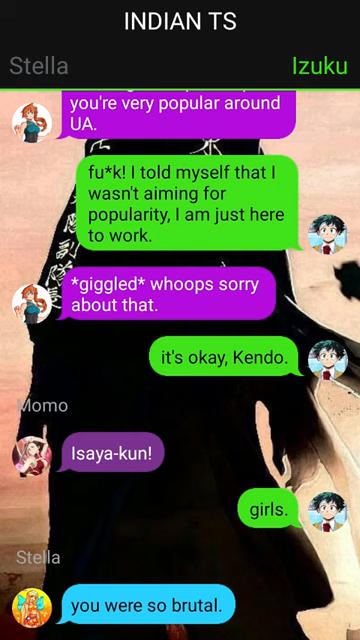 INDIAN TS
Stella
Izuku
you're very popular around
UA.
fu*k! I told myself that I
wasn't aiming for
popularity, I am just here
to work.
*giggled* whoops sorry
about that.
it's okay, Kendo.
Momo
Isaya-kun!
girls.
Stella
you were so brutal.